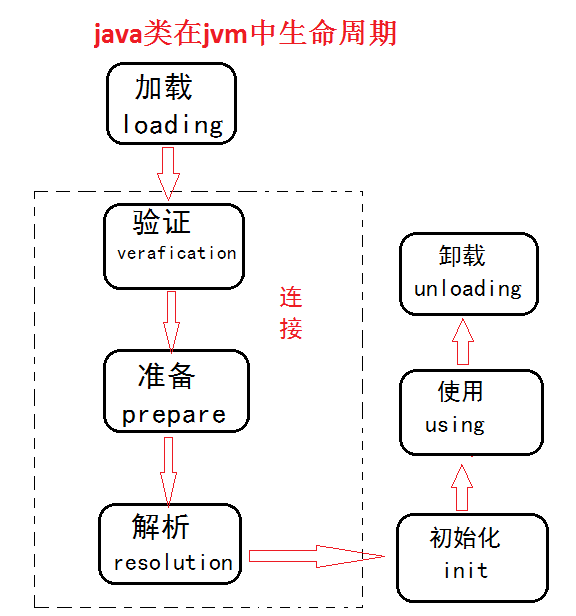 java类在jvm中生命周期
加载
loading
验证
verafication
准备
prepare
解析
resolution
连
接
初始化
init
使用
using
卸载
unloading